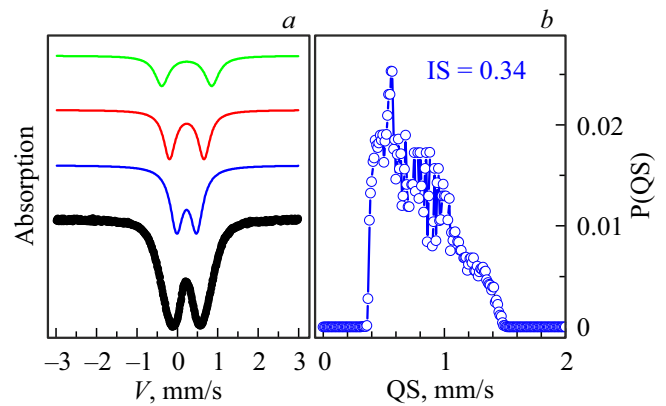 a
b
IS = 0.34
Absorption
P(QS)
0.02
0.01
0
–3 –2 –1 0 1 2 3
0 1 2
V, mm/s
QS, mm/s